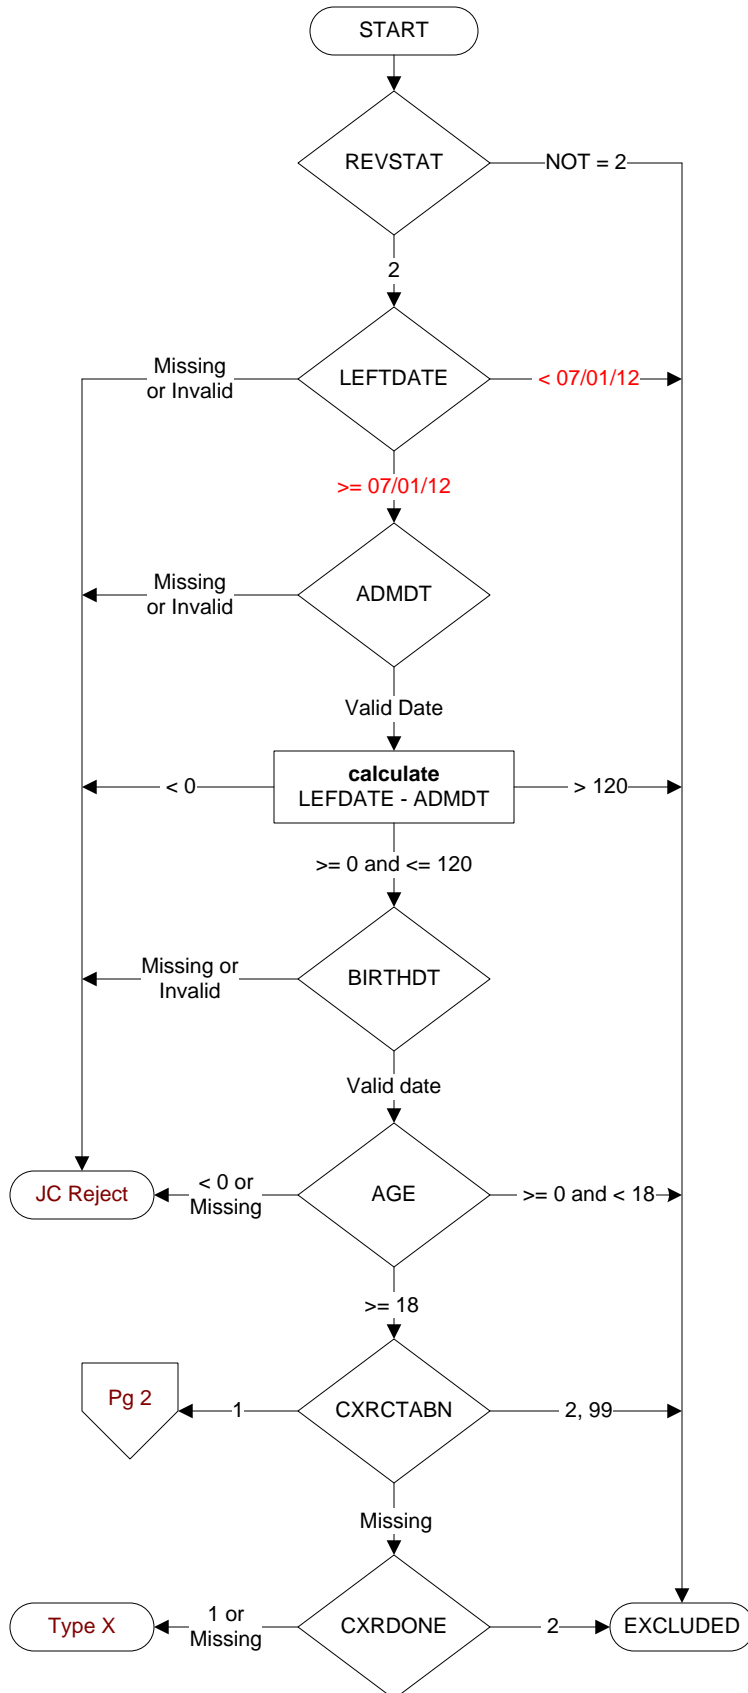 START
REVSTAT
NOT = 2
2
Missing
or Invalid
LEFTDATE
< 07/01/12
>= 07/01/12
Missing
or Invalid
ADMDT
Valid Date
< 0
calculate
LEFDATE - ADMDT
> 120
>= 0 and <= 120
Missing or
Invalid
BIRTHDT
Valid date
JC Reject
< 0 or
Missing
AGE
>= 0 and < 18
>= 18
Pg 2
1
CXRCTABN
2, 99
Missing
Type X
1 or
Missing
CXRDONE
2
EXCLUDED